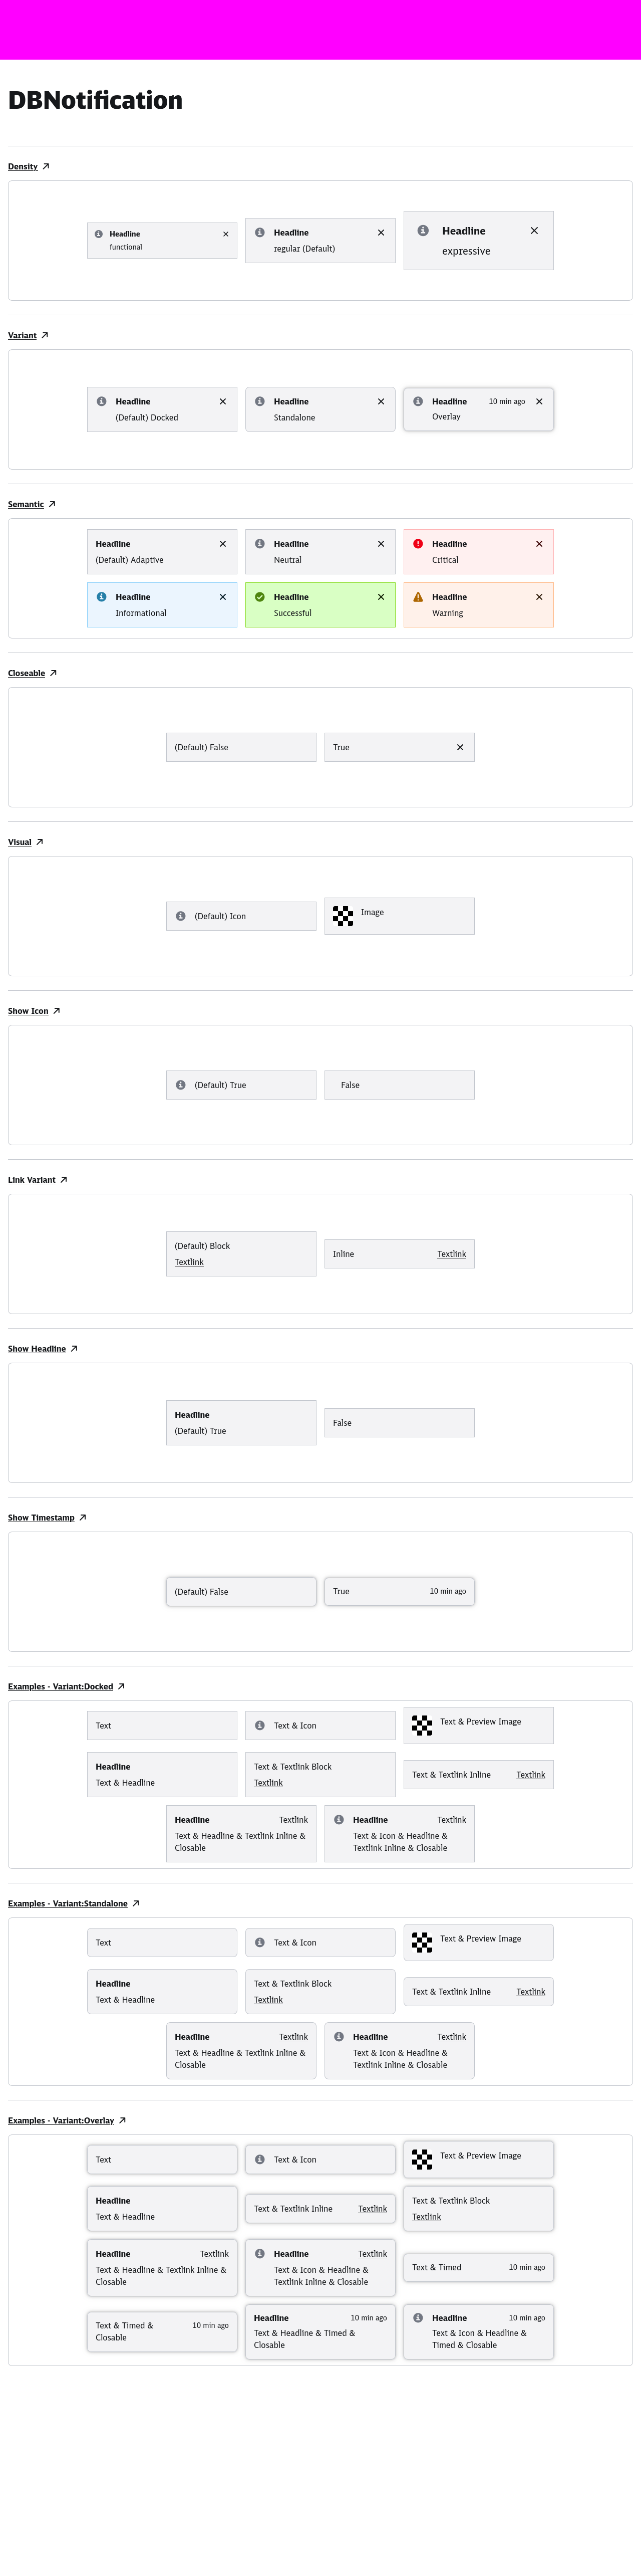 DBNotification
Density
Headline
functional
Headline
regular (Default)
Headline
expressive
Variant
Headline
(Default) Docked
Headline
Standalone
Headline 10 min ago
Overlay
Semantic
Headline
(Default) Adaptive
Headline
Neutral
Headline
Critical
Headline
Informational
Headline
Successful
Headline
Warning
Closeable
(Default) False
True
Visual
(Default) Icon
Image
Show Icon
(Default) True
False
Link Variant
(Default) Block
Textlink
Inline Textlink
Show Headline
Headline
(Default) True
False
Show Timestamp
(Default) False
True 10 min ago
Examples - Variant:Docked
Text
Text & Icon
Text & Preview Image
Headline
Text & Headline
Text & Textlink Block
Textlink
Text & Textlink Inline Textlink
Headline Textlink
Text & Headline & Textlink Inline &
Closable
Headline Textlink
Text & Icon & Headline &
Textlink Inline & Closable
Examples - Variant:Standalone
Text
Text & Icon
Text & Preview Image
Headline
Text & Headline
Text & Textlink Block
Textlink
Text & Textlink Inline Textlink
Headline Textlink
Text & Headline & Textlink Inline &
Closable
Headline Textlink
Text & Icon & Headline &
Textlink Inline & Closable
Examples - Variant:Overlay
Text
Text & Icon
Text & Preview Image
Headline
Text & Headline
Text & Textlink Inline Textlink
Text & Textlink Block
Textlink
Headline Textlink
Text & Headline & Textlink Inline &
Closable
Headline Textlink
Text & Icon & Headline &
Textlink Inline & Closable
Text & Timed 10 min ago
Text & Timed & 10 min ago
Closable
Headline 10 min ago
Text & Headline & Timed &
Closable
Headline 10 min ago
Text & Icon & Headline &
Timed & Closable